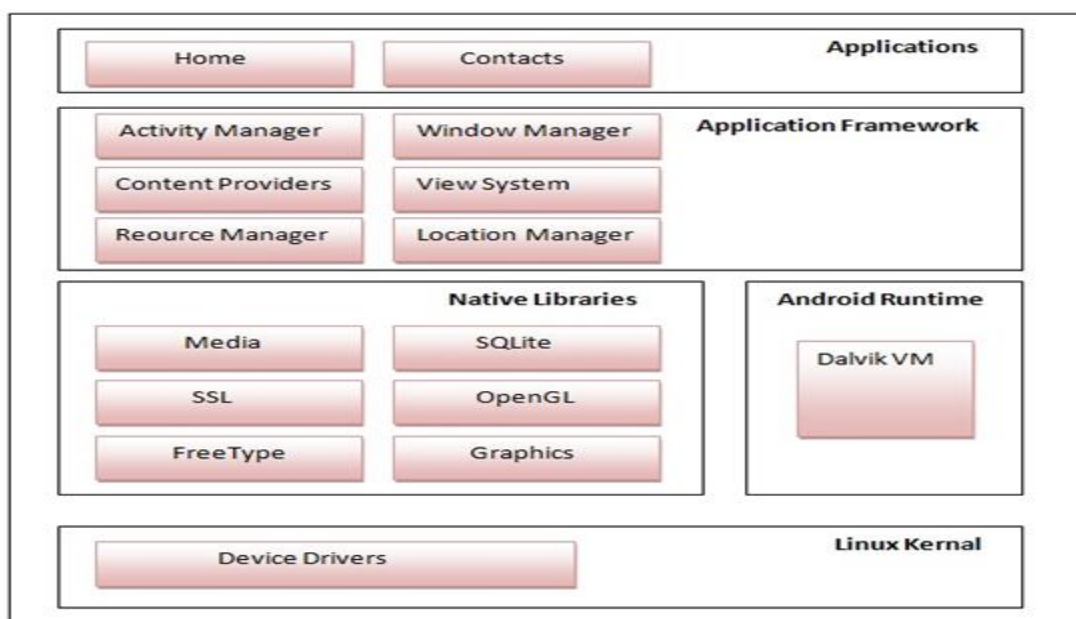 Applications
Home
Contacts
Application Framework
Activity Manager
Window Manager
Content Providers
View System
Reource Manager
Location Manager
Native Libraries
Media
SQLite
SSL
OpenGL
FreeType
Graphics
Android Runtime
Dalvik VM
Linux Kernal
Device Drivers